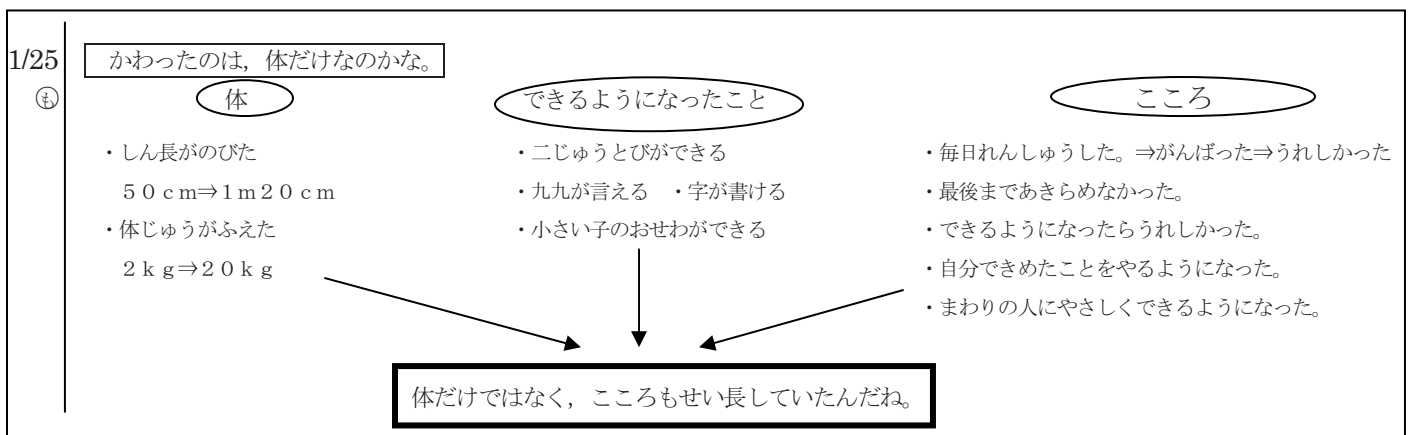 1/25
かわったのは，体だけなのかな。
㋲
体
・しん長がのびた
５０ｃｍ⇒１ｍ２０ｃｍ
・体じゅうがふえた
２ｋｇ⇒２０ｋｇ
できるようになったこと
・二じゅうとびができる
・九九が言える　・字が書ける
・小さい子のおせわができる
こころ
・毎日れんしゅうした。⇒がんばった⇒うれしかった
・最後まであきらめなかった。
・できるようになったらうれしかった。
・自分できめたことをやるようになった。
・まわりの人にやさしくできるようになった。
体だけではなく，こころもせい長していたんだね。